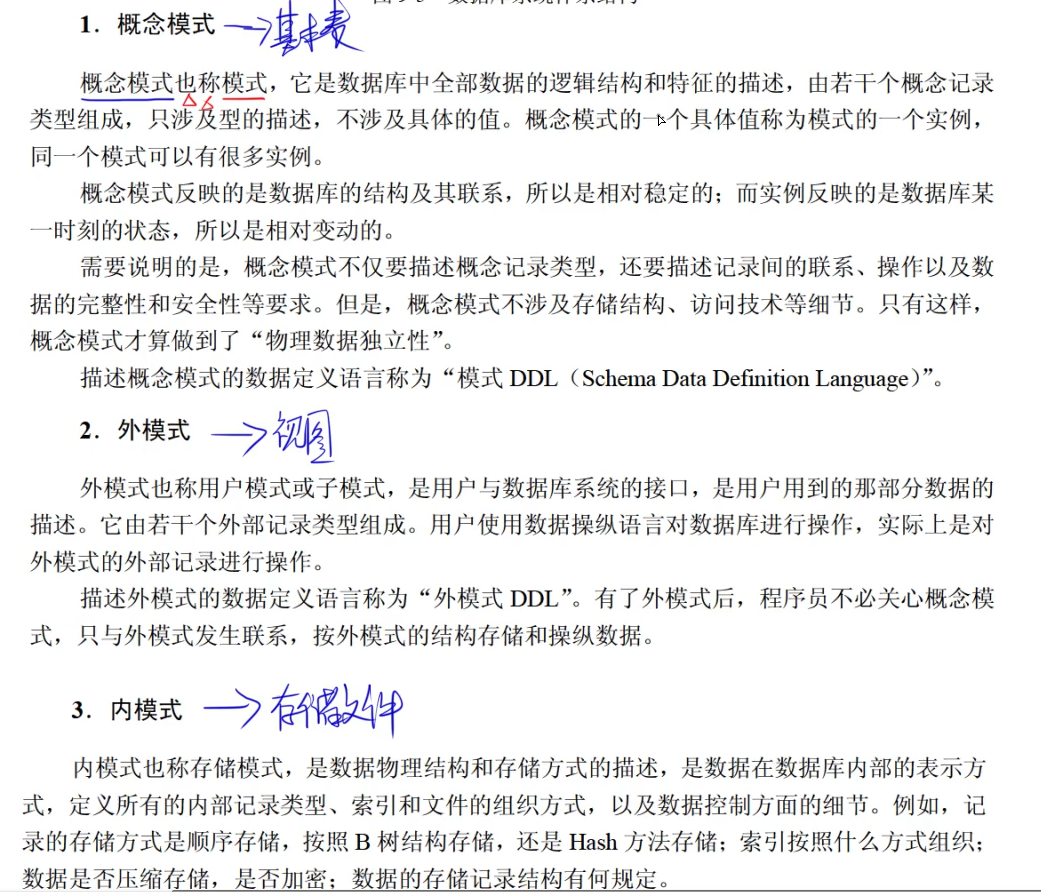 1．概念模式 →基本表
概念模式也称模式，它是数据库中全部数据的逻辑结构和特征的描述，由若干个概念记录
类型组成，只涉及型的描述，不涉及具体的值。概念模式的一个具体值称为模式的一个实例，
同一个模式可以有很多实例。
概念模式反映的是数据库的结构及其联系，所以是相对稳定的；而实例反映的是数据库某
一时刻的状态，所以是相对变动的。
需要说明的是，概念模式不仅要描述概念记录类型，还要描述记录间的联系、操作以及数
据的完整性和安全性等要求。但是，概念模式不涉及存储结构、访问技术等细节。只有这样，
概念模式才算做到了“物理数据独立性”。
描述概念模式的数据定义语言称为“模式 DDL（Schema Data Definition Language）”。
2．外模式 →视图
外模式也称用户模式或子模式，是用户与数据库系统的接口，是用户用到的那部分数据的
描述。它由若干个外部记录类型组成。用户使用数据操纵语言对数据库进行操作，实际上是对
外模式的外部记录进行操作。
描述外模式的数据定义语言称为“外模式 DDL”。有了外模式后，程序员不必关心概念模
式，只与外模式发生联系，按外模式的结构存储和操纵数据。
3．内模式 →存储文件
内模式也称存储模式，是数据物理结构和存储方式的描述，是数据在数据库内部的表示方
式，定义所有的内部记录类型、索引和文件的组织方式，以及数据控制方面的细节。例如，记
录的存储方式是顺序存储，按照 B 树结构存储，还是 Hash 方法存储；索引按照什么方式组织；
数据是否压缩存储，是否加密；数据的存储记录结构有何规定。